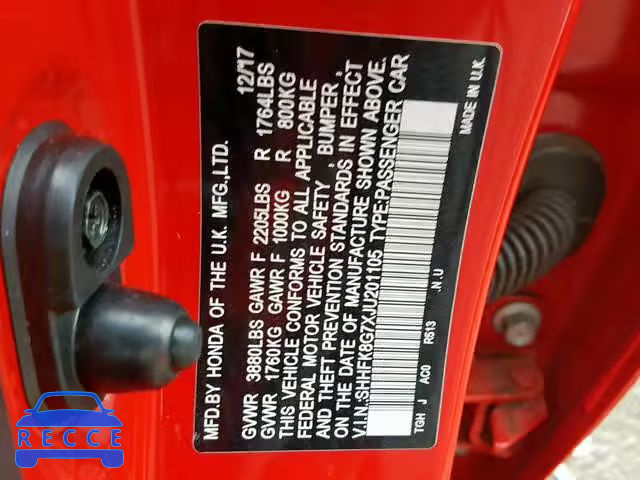 MFD.BY HONDA OF THE U.K MFG.,LTD. 12/17
GVWR 3880LBS GAWR F 2205LBS R 1764LBS
GVWR 1760KG GAWR F 1000KG R 800KG
THIS VEHICLE CONFORMS TO ALL APPLICABLE
FEDERAL MOTOR VEHICLE SAFETY , BUMPER,
AND THEFT PREVENTION STANDARDS IN EFFECT
ON THE DATE OF MANUFACTURE SHOWN ABOVE.
V.I.N.:SHHFK8G7XJU201105 TYPE:PASSENGER CAR
TGH J AC0 R513 .N.U MADE IN U.K.
RECCE